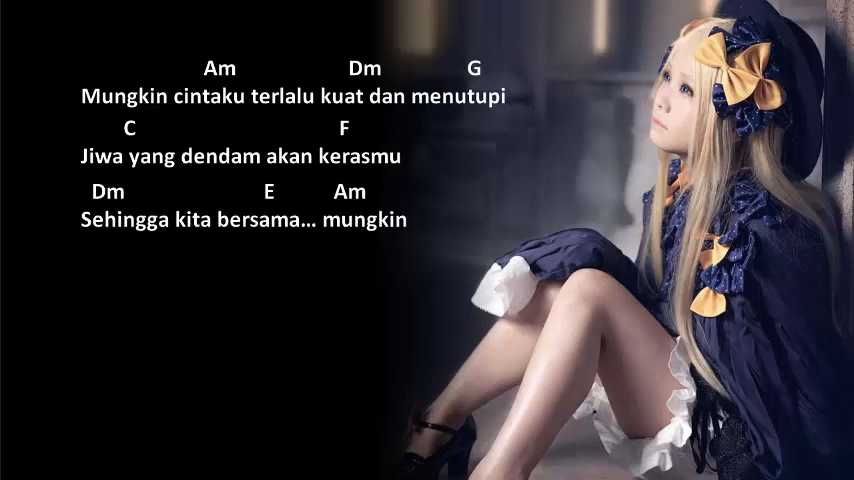 Am Dm G
Mungkin cintaku terlalu kuat dan menutupi
C F
Jiwa yang dendam akan kerasmu
Dm E Am
Sehingga kita bersama... mungkin